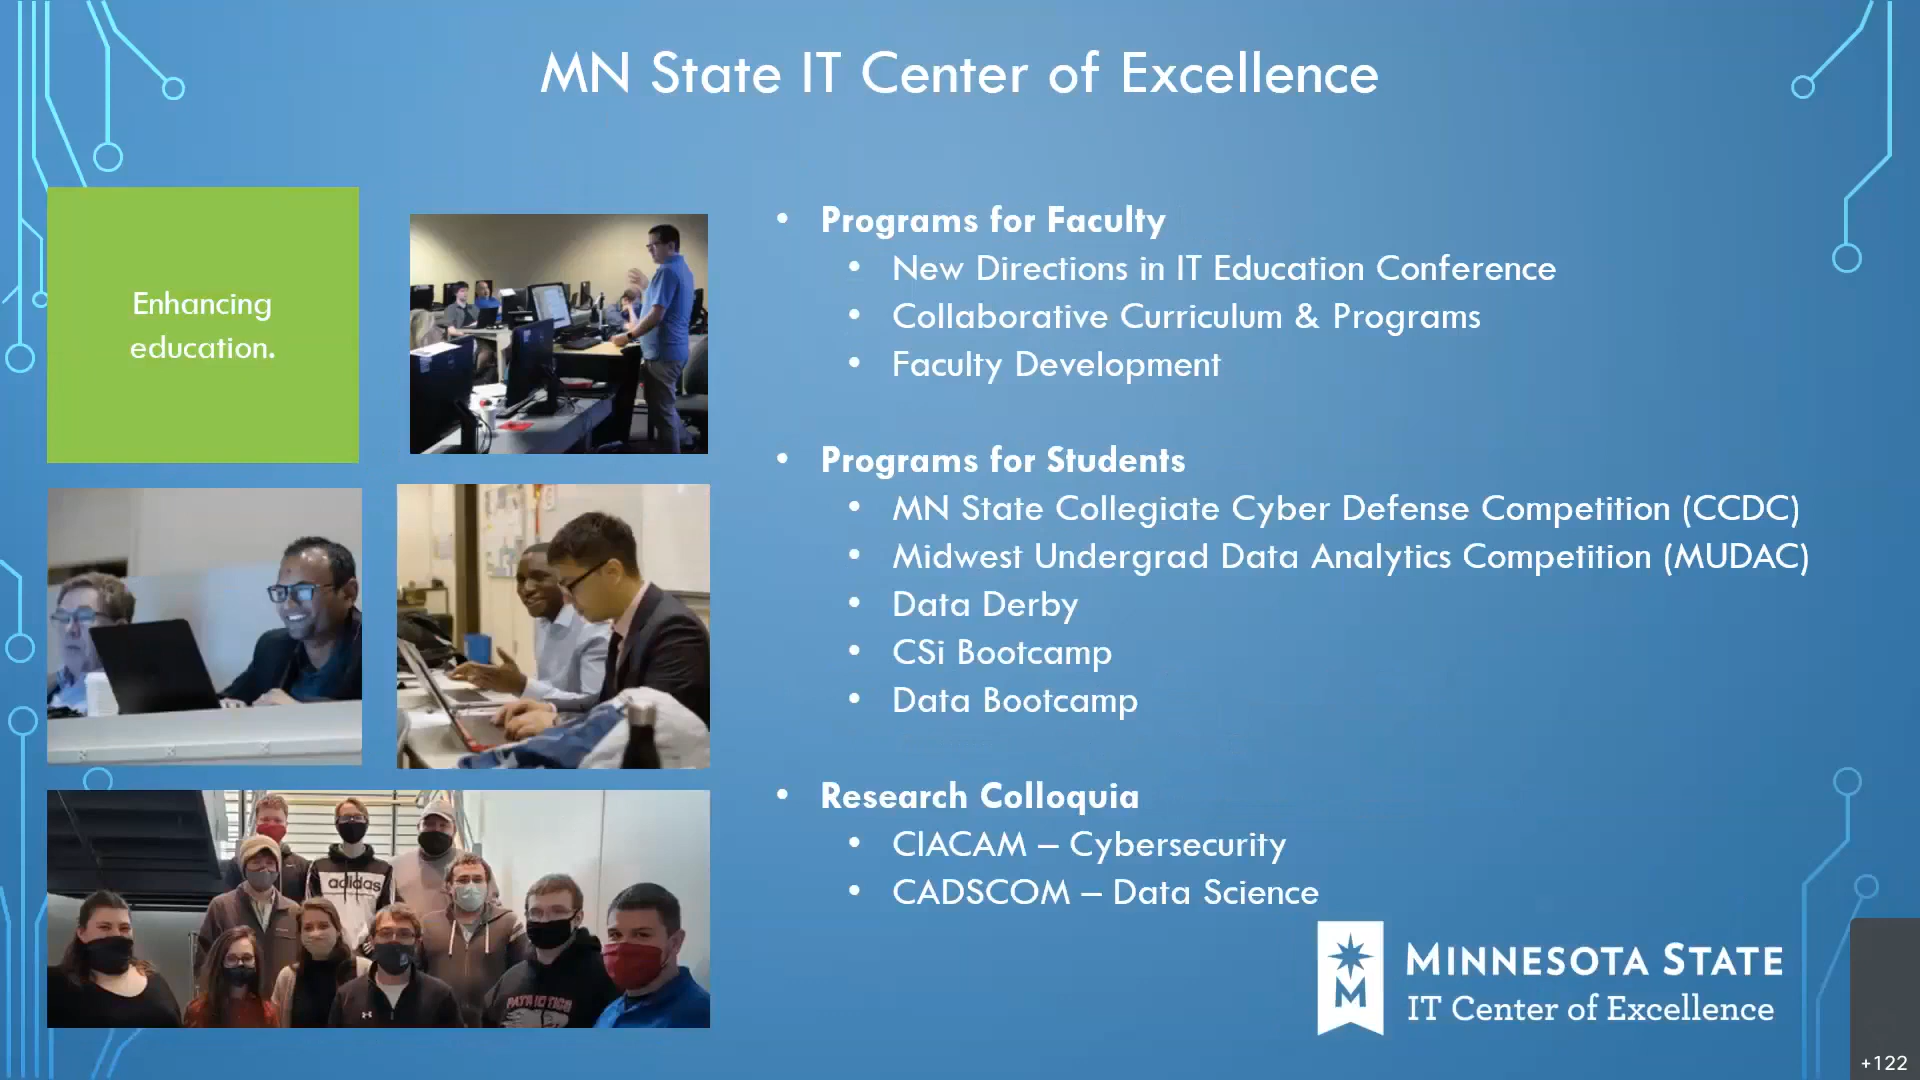 MN State IT Center of Excellence
Enhancing
education.
• Programs for Faculty
• New Directions in IT Education Conference
• Collaborative Curriculum & Programs
• Faculty Development
• Programs for Students
• MN State Collegiate Cyber Defense Competition (CCDC)
• Midwest Undergrad Data Analytics Competition (MUDAC)
• Data Derby
• CSi Bootcamp
• Data Bootcamp
• Research Colloquia
• CIACAM – Cybersecurity
• CADSCOM – Data Science
adidas
PATRIOTICS
M
MINNESOTA STATE
IT Center of Excellence
+122